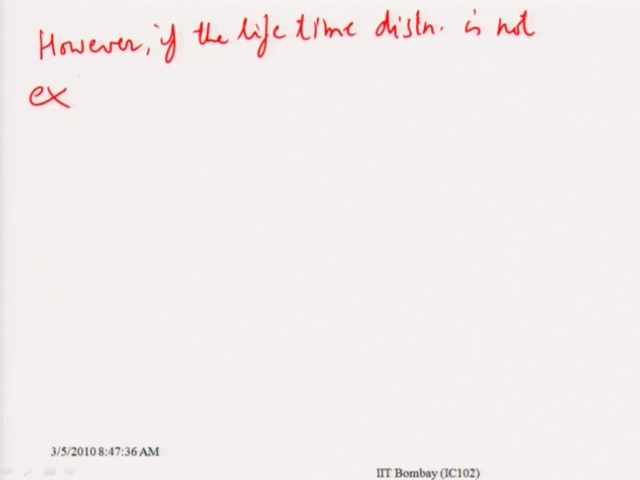 However, if the life time distn. is not
ex
3/5/2010 8:47:36 AM
IIT Bombay (IC102)